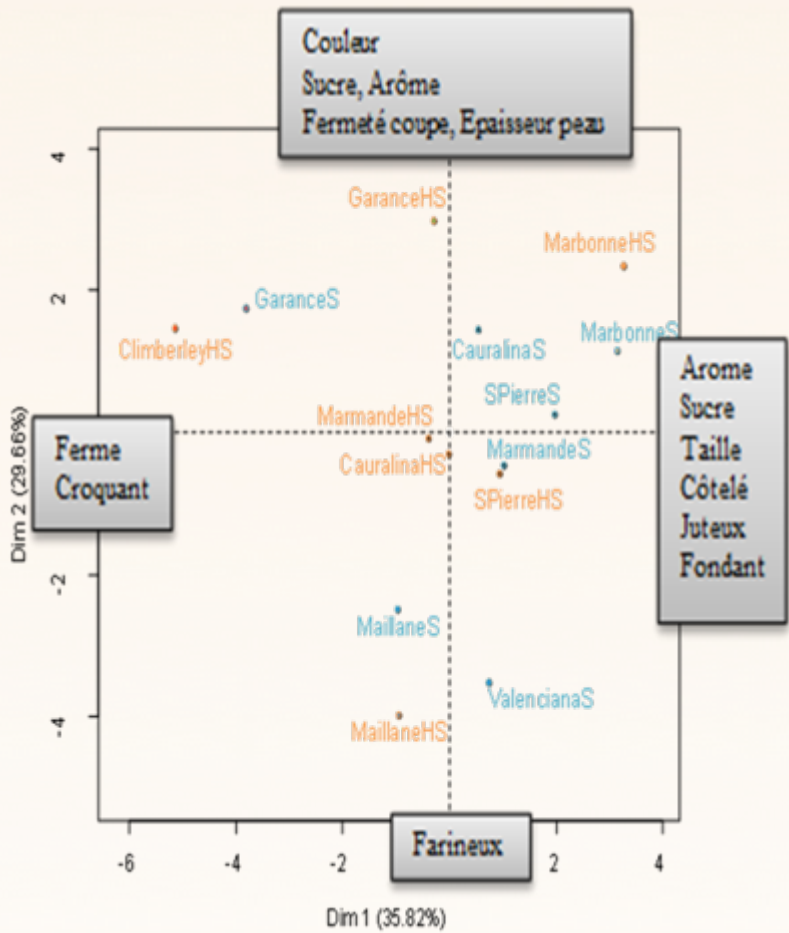 Couleur
Sucre, Arôme
Fermeté coupe, Epaisseur peau
4
GaranceHS
MarbonneHS
2
GaranceS
ClimberleyHS
CauralinaS
MarbonneS
Arome
Sucre
Taille
Côtelé
Juteux
Fondant
SPierreS
MarmandeHS
Ferme
Croquant
CauralinaHS
MarmandeS
SPierreHS
Dim 2 (29.66%)
-2
MaillaneS
ValencianaS
-4
MaillaneHS
Farineux
-6 -4 -2 2 4
Dim 1 (35.82%)